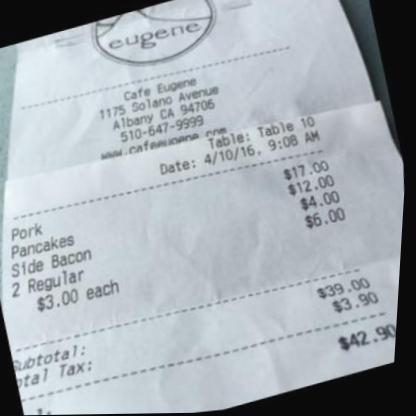 eugene
Cafe Eugene
1175 Solano Avenue
Albany CA 94706
510-647-9999
www.cafeeugene.com
Table: Table 10
Date: 4/10/16, 9:08 AM
Pork $17.00
Pancakes $12.00
Side Bacon $4.00
2 Regular $6.00
$3.00 each
Subtotal: $39.00
otal Tax: $3.90
$42.90